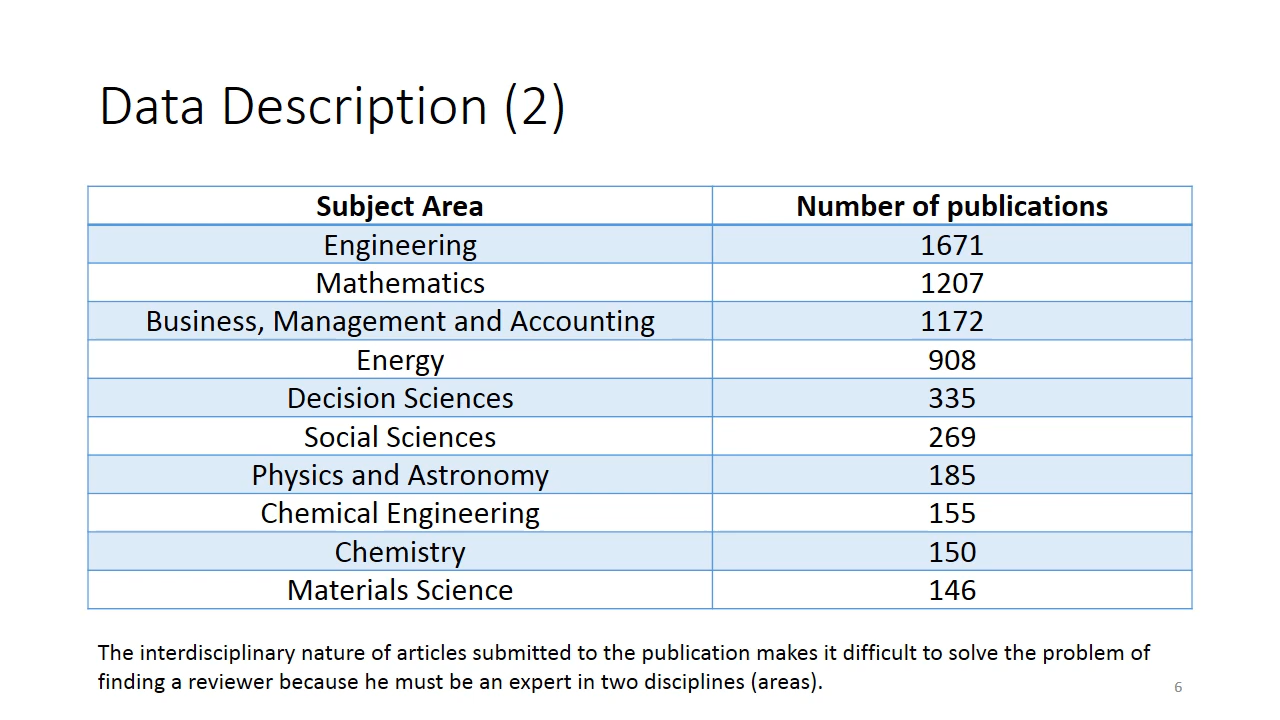 Data Description (2)
Subject Area Number of publications
Engineering 1671
Mathematics 1207
Business, Management and Accounting 1172
Energy 908
Decision Sciences 335
Social Sciences 269
Physics and Astronomy 185
Chemical Engineering 155
Chemistry 150
Materials Science 146
The interdisciplinary nature of articles submitted to the publication makes it difficult to solve the problem of
finding a reviewer because he must be an expert in two disciplines (areas).
6